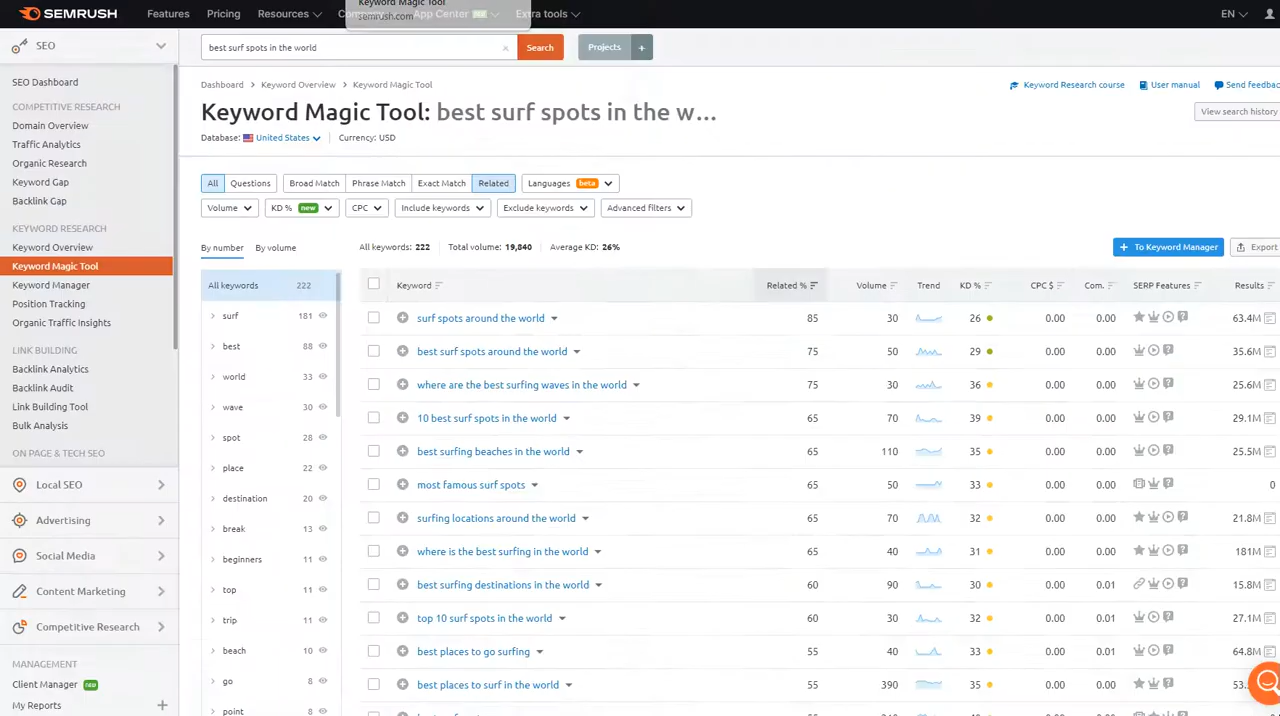 SEMRUSH Features Pricing Resources App Center Extra tools EN
Keyword Magic Tool
semrush.com
SEO
best surf spots in the world × Search Projects +
SEO Dashboard
COMPETITIVE RESEARCH
Domain Overview
Traffic Analytics
Organic Research
Keyword Gap
Backlink Gap
KEYWORD RESEARCH
Keyword Overview
Keyword Magic Tool
Keyword Manager
Position Tracking
Organic Traffic Insights
LINK BUILDING
Backlink Analytics
Backlink Audit
Link Building Tool
Bulk Analysis
ON PAGE & TECH SEO
Local SEO
Advertising
Social Media
Content Marketing
Competitive Research
MANAGEMENT
Client Manager new
My Reports +
Dashboard > Keyword Overview > Keyword Magic Tool
Keyword Research course User manual Send feedbac
Keyword Magic Tool: best surf spots in the w...
View search history
Database: United States Currency: USD
All Questions Broad Match Phrase Match Exact Match Related Languages beta
Volume KD % new CPC Include keywords Exclude keywords Advanced filters
By number By volume
All keywords: 222 Total volume: 19,840 Average KD: 26%
+ To Keyword Manager Export
All keywords 222
surf 181
best 88
world 33
wave 30
spot 28
place 22
destination 20
break 13
beginners 11
top 11
trip 11
beach 10
go 8
point 8
Keyword Related % Volume Trend KD % CPC $ Com. SERP Features Results
surf spots around the world 85 30 26 0.00 0.00 63.4M
best surf spots around the world 75 50 29 0.00 0.00 35.6M
where are the best surfing waves in the world 75 30 36 0.00 0.00 25.6M
10 best surf spots in the world 65 70 39 0.00 0.00 29.1M
best surfing beaches in the world 65 110 35 0.00 0.00 25.5M
most famous surf spots 65 50 33 0.00 0.00 0
surfing locations around the world 65 70 32 0.00 0.00 21.8M
where is the best surfing in the world 65 40 31 0.00 0.00 181M
best surfing destinations in the world 60 90 30 0.00 0.01 15.8M
top 10 surf spots in the world 60 30 32 0.00 0.01 27.1M
best places to go surfing 55 40 33 0.00 0.01 64.8M
best places to surf in the world 55 390 35 0.00 0.01 53.